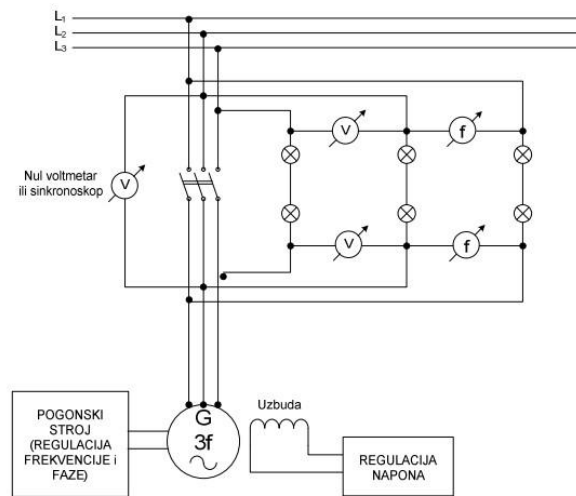 L1
L2
L3
Nul voltmetar
ili sinkronoskop
V
V
f
V
f
POGONSKI
STROJ
(REGULACIJA
FREKVENCIJE i
FAZE)
G
3f
Uzbuda
REGULACIJA
NAPONA